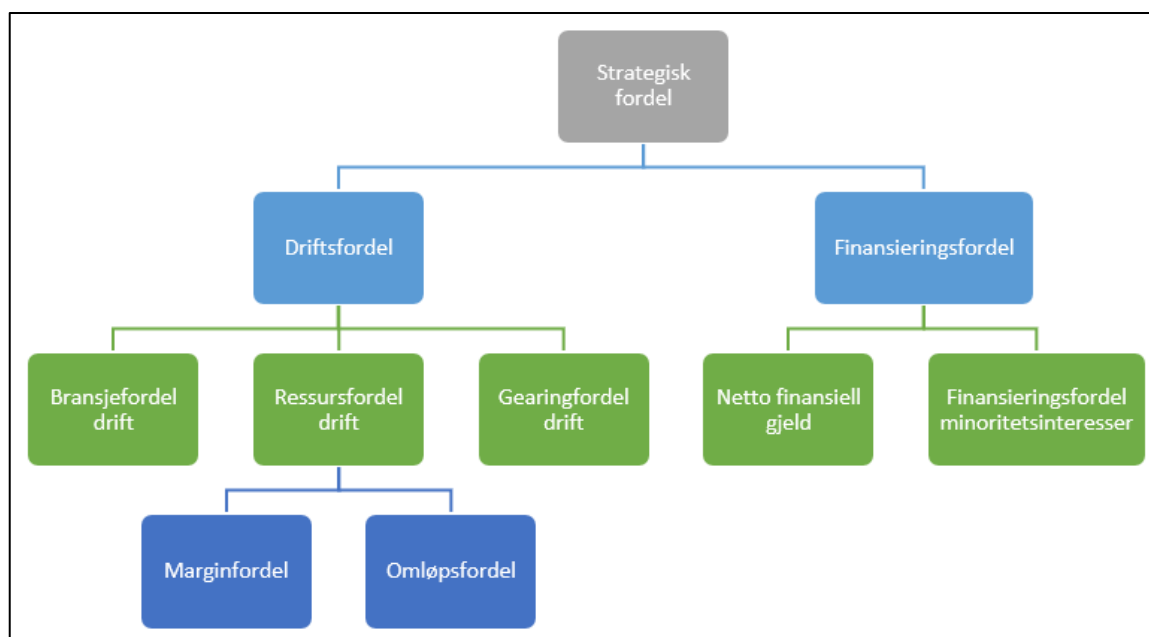 Strategisk
fordel
Driftsfordel
Finansieringsfordel
Bransjefordel
drift
Ressursfordel
drift
Gearingfordel
drift
Netto finansiell
gjeld
Finansieringsfordel
minoritetsinteresser
Marginfordel
Omløpsfordel